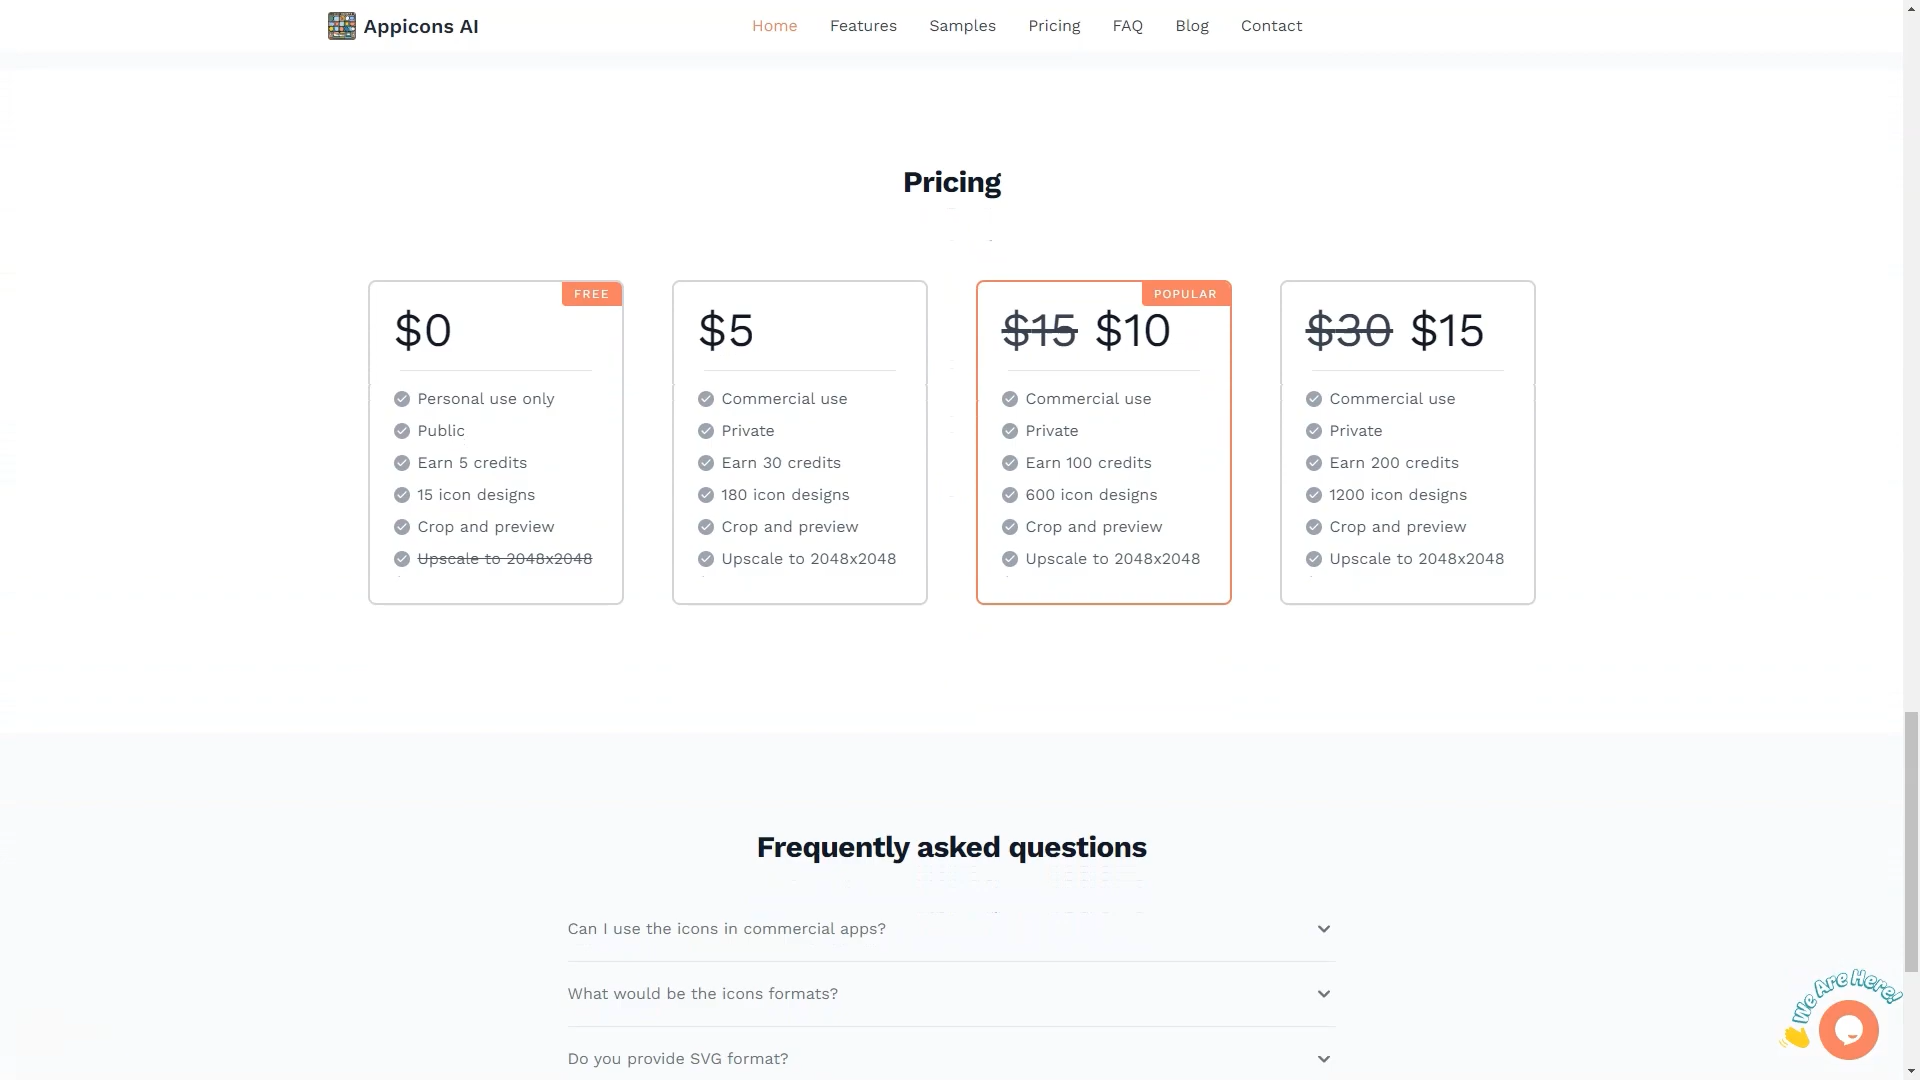 Appicons AI
Home Features Samples Pricing FAQ Blog Contact
Pricing
FREE
$0
Personal use only
Public
Earn 5 credits
15 icon designs
Crop and preview
Upscale to 2048x2048
$5
Commercial use
Private
Earn 30 credits
180 icon designs
Crop and preview
Upscale to 2048x2048
POPULAR
$15 $10
Commercial use
Private
Earn 100 credits
600 icon designs
Crop and preview
Upscale to 2048x2048
$30 $15
Commercial use
Private
Earn 200 credits
1200 icon designs
Crop and preview
Upscale to 2048x2048
Frequently asked questions
Can I use the icons in commercial apps?
What would be the icons formats?
Do you provide SVG format?
We Are Here!